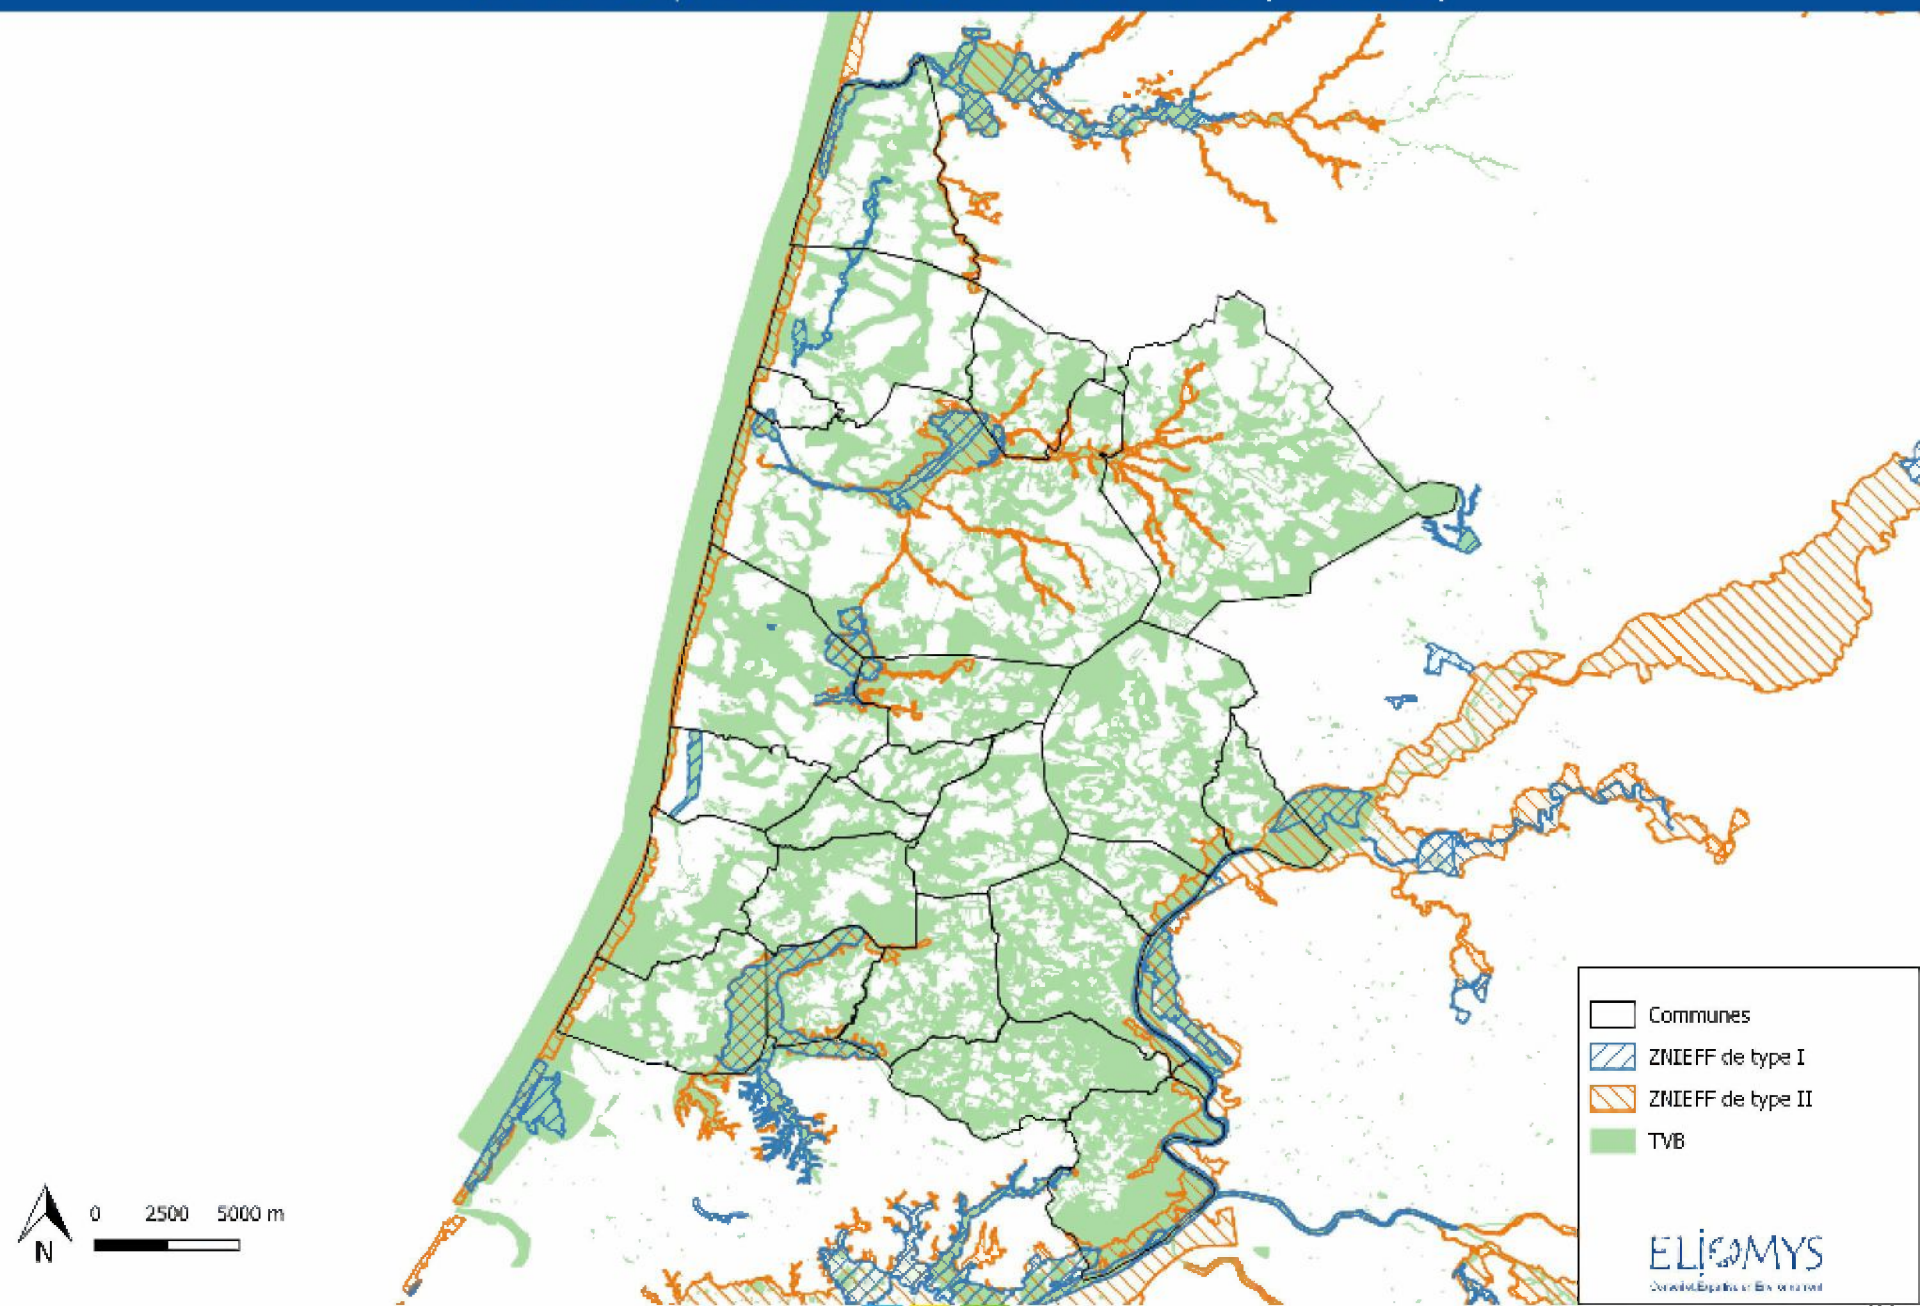 Communes
ZNIEFF de type I
ZNIEFF de type II
TVB
0 2500 5000 m
N
ELIOMYS